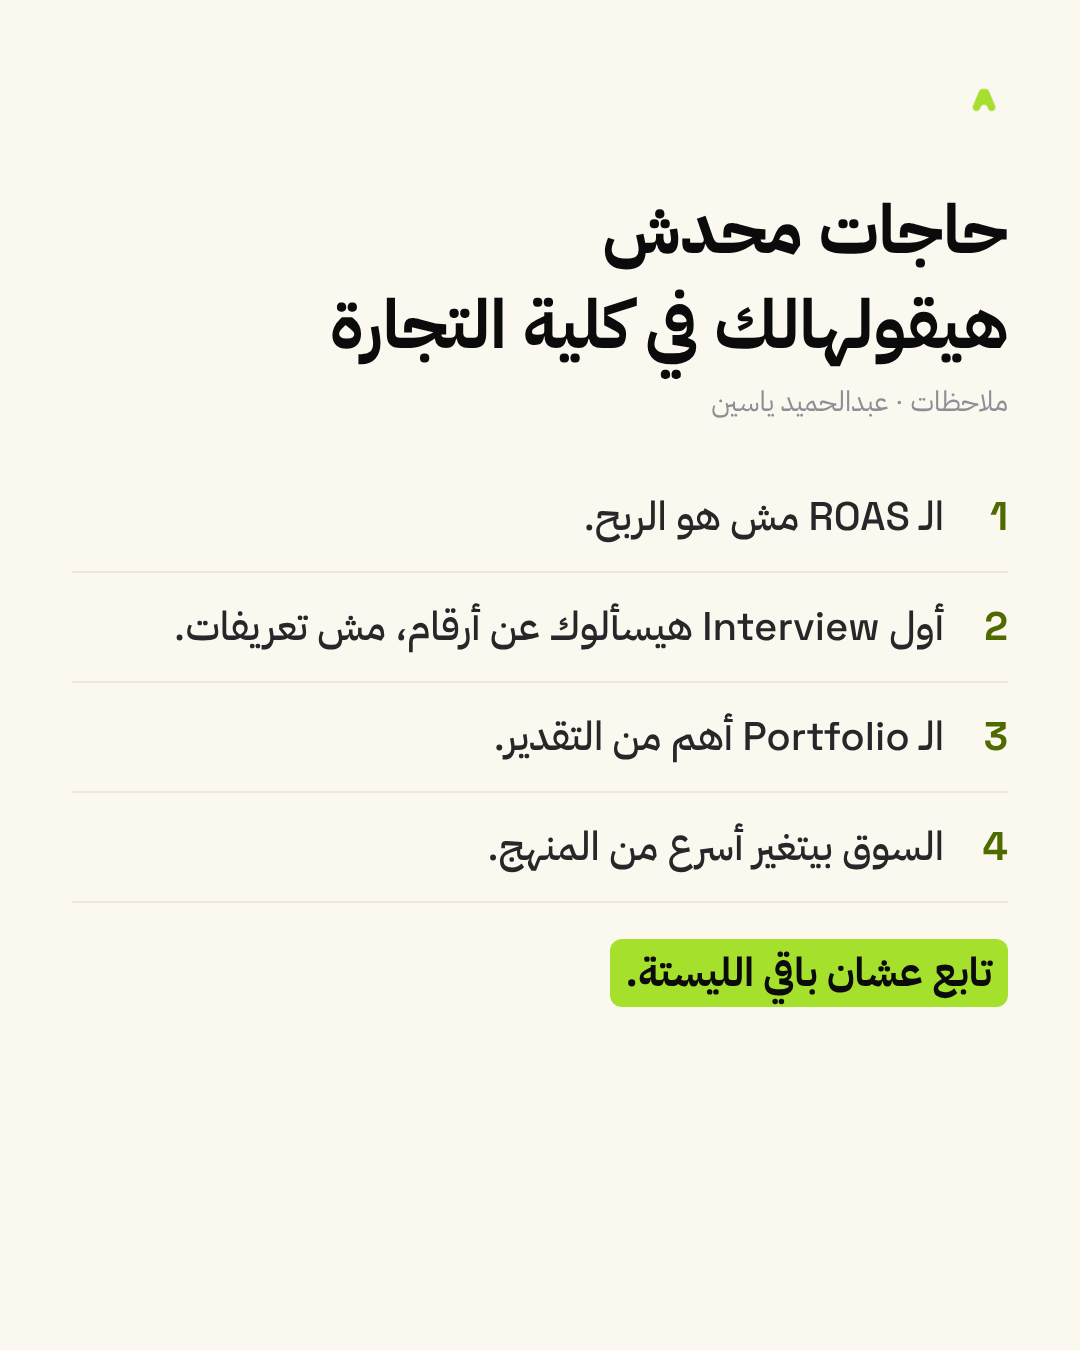 حاجات محدش
هيقولهالك في كلية التجارة
ملاحظات · عبدالحميد ياسين
1 الـ ROAS مش هو الربح.
2 أول Interview هيسألوك عن أرقام، مش تعريفات.
3 الـ Portfolio أهم من التقدير.
4 السوق بيتغير أسرع من المنهج.
تابع عشان باقي الليستة.